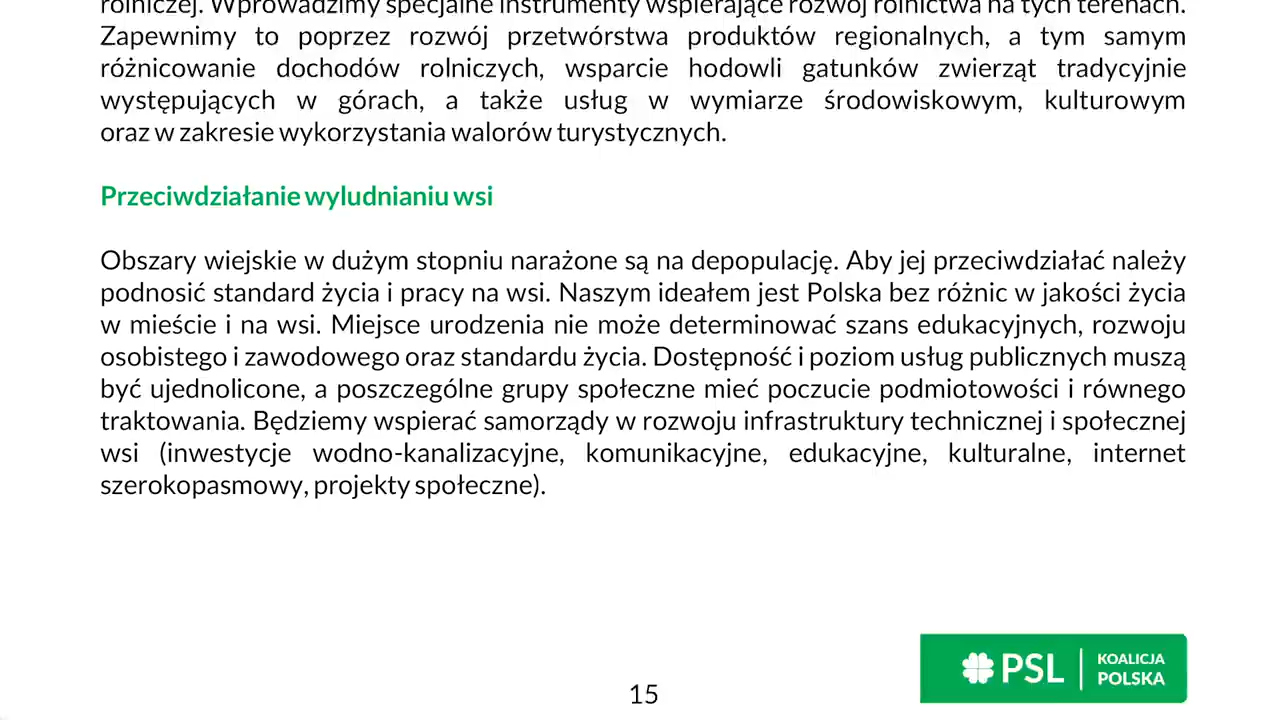 rolniczej. Wprowadzimy specjalne instrumenty wspierające rozwój rolnictwa na tych terenach.
Zapewnimy to poprzez rozwój przetwórstwa produktów regionalnych, a tym samym
różnicowanie dochodów rolniczych, wsparcie hodowli gatunków zwierząt tradycyjnie
występujących w górach, a także usług w wymiarze środowiskowym, kulturowym
oraz w zakresie wykorzystania walorów turystycznych.
Przeciwdziałanie wyludnianiu wsi
Obszary wiejskie w dużym stopniu narażone są na depopulację. Aby jej przeciwdziałać należy
podnosić standard życia i pracy na wsi. Naszym ideałem jest Polska bez różnic w jakości życia
w mieście i na wsi. Miejsce urodzenia nie może determinować szans edukacyjnych, rozwoju
osobistego i zawodowego oraz standardu życia. Dostępność i poziom usług publicznych muszą
być ujednolicone, a poszczególne grupy społeczne mieć poczucie podmiotowości i równego
traktowania. Będziemy wspierać samorządy w rozwoju infrastruktury technicznej i społecznej
wsi (inwestycje wodno-kanalizacyjne, komunikacyjne, edukacyjne, kulturalne, internet
szerokopasmowy, projekty społeczne).
PSL
KOALICJA
POLSKA
15